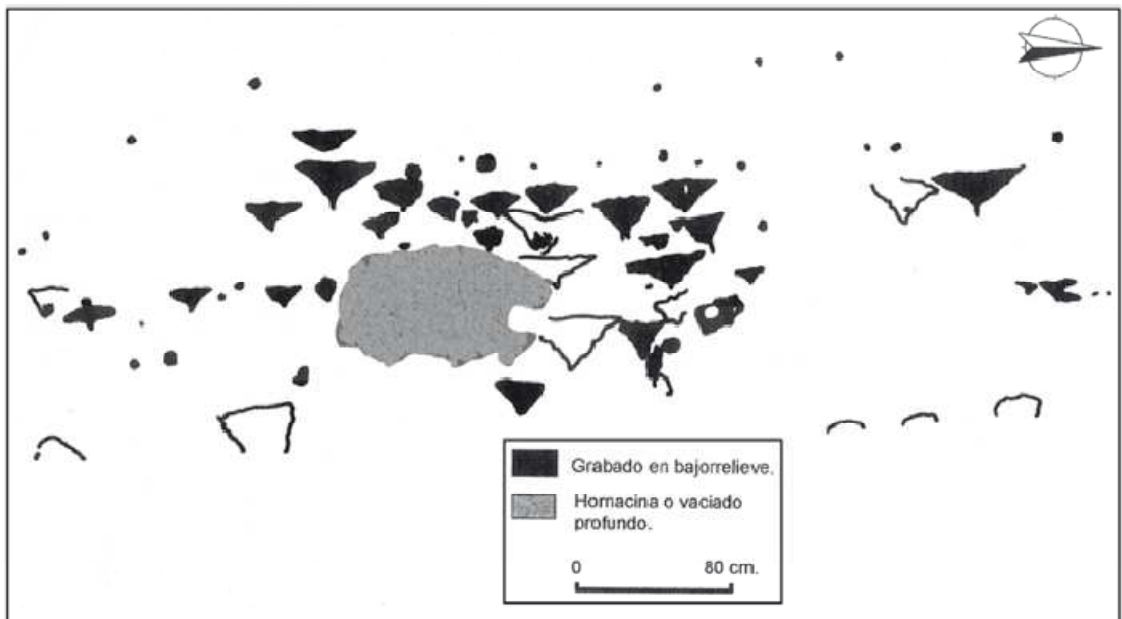 Grabado en bajorrelieve.
Hornacina o vaciado
profundo.
0 80 cm.